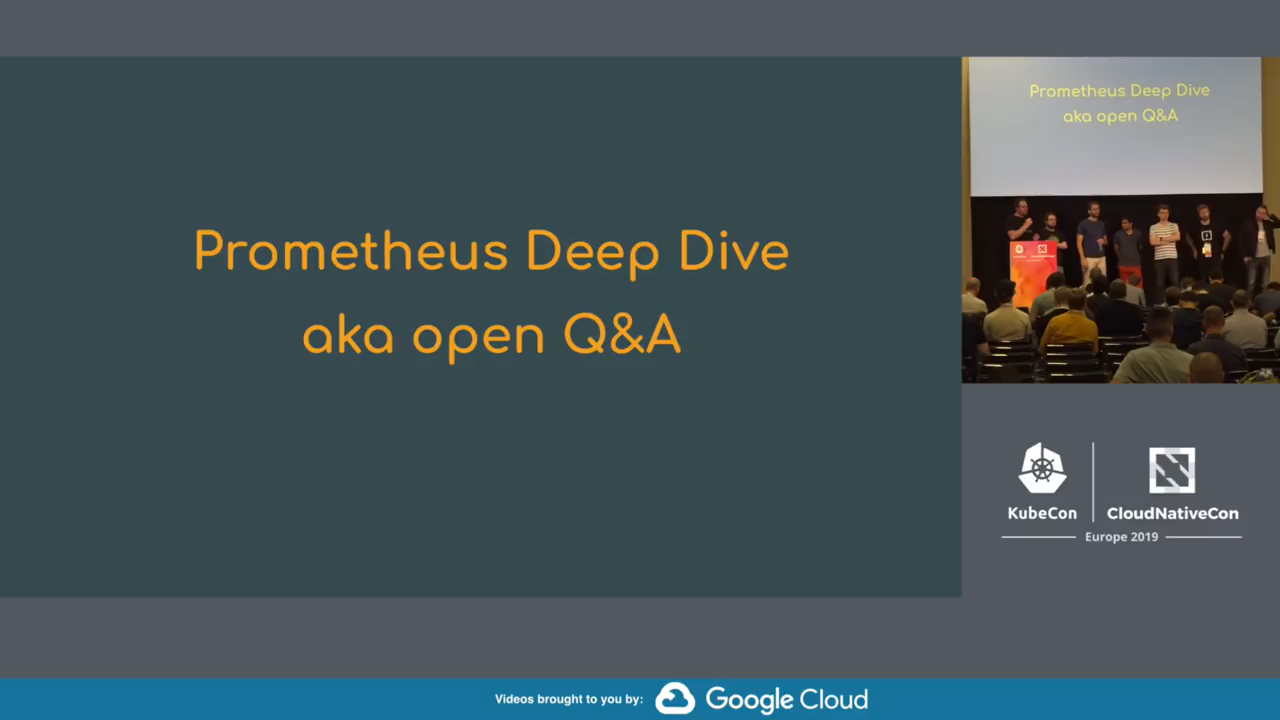 Prometheus Deep Dive
aka open Q&A
Prometheus Deep Dive
aka open Q&A
KubeCon
CloudNativeCon
Europe 2019
Videos brought to you by:
Google Cloud